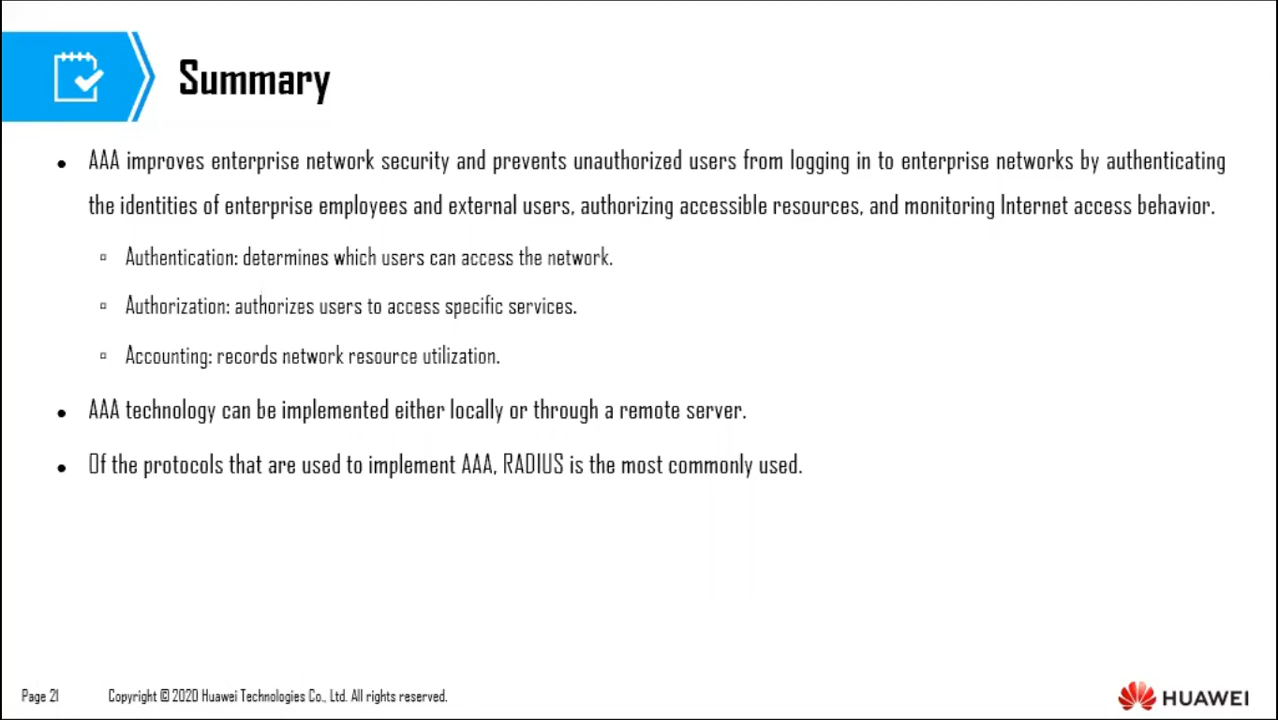 Summary
• AAA improves enterprise network security and prevents unauthorized users from logging in to enterprise networks by authenticating
the identities of enterprise employees and external users, authorizing accessible resources, and monitoring Internet access behavior.
▫ Authentication: determines which users can access the network.
▫ Authorization: authorizes users to access specific services.
▫ Accounting: records network resource utilization.
• AAA technology can be implemented either locally or through a remote server.
• Of the protocols that are used to implement AAA, RADIUS is the most commonly used.
Page 21 Copyright © 2020 Huawei Technologies Co., Ltd. All rights reserved.
HUAWEI